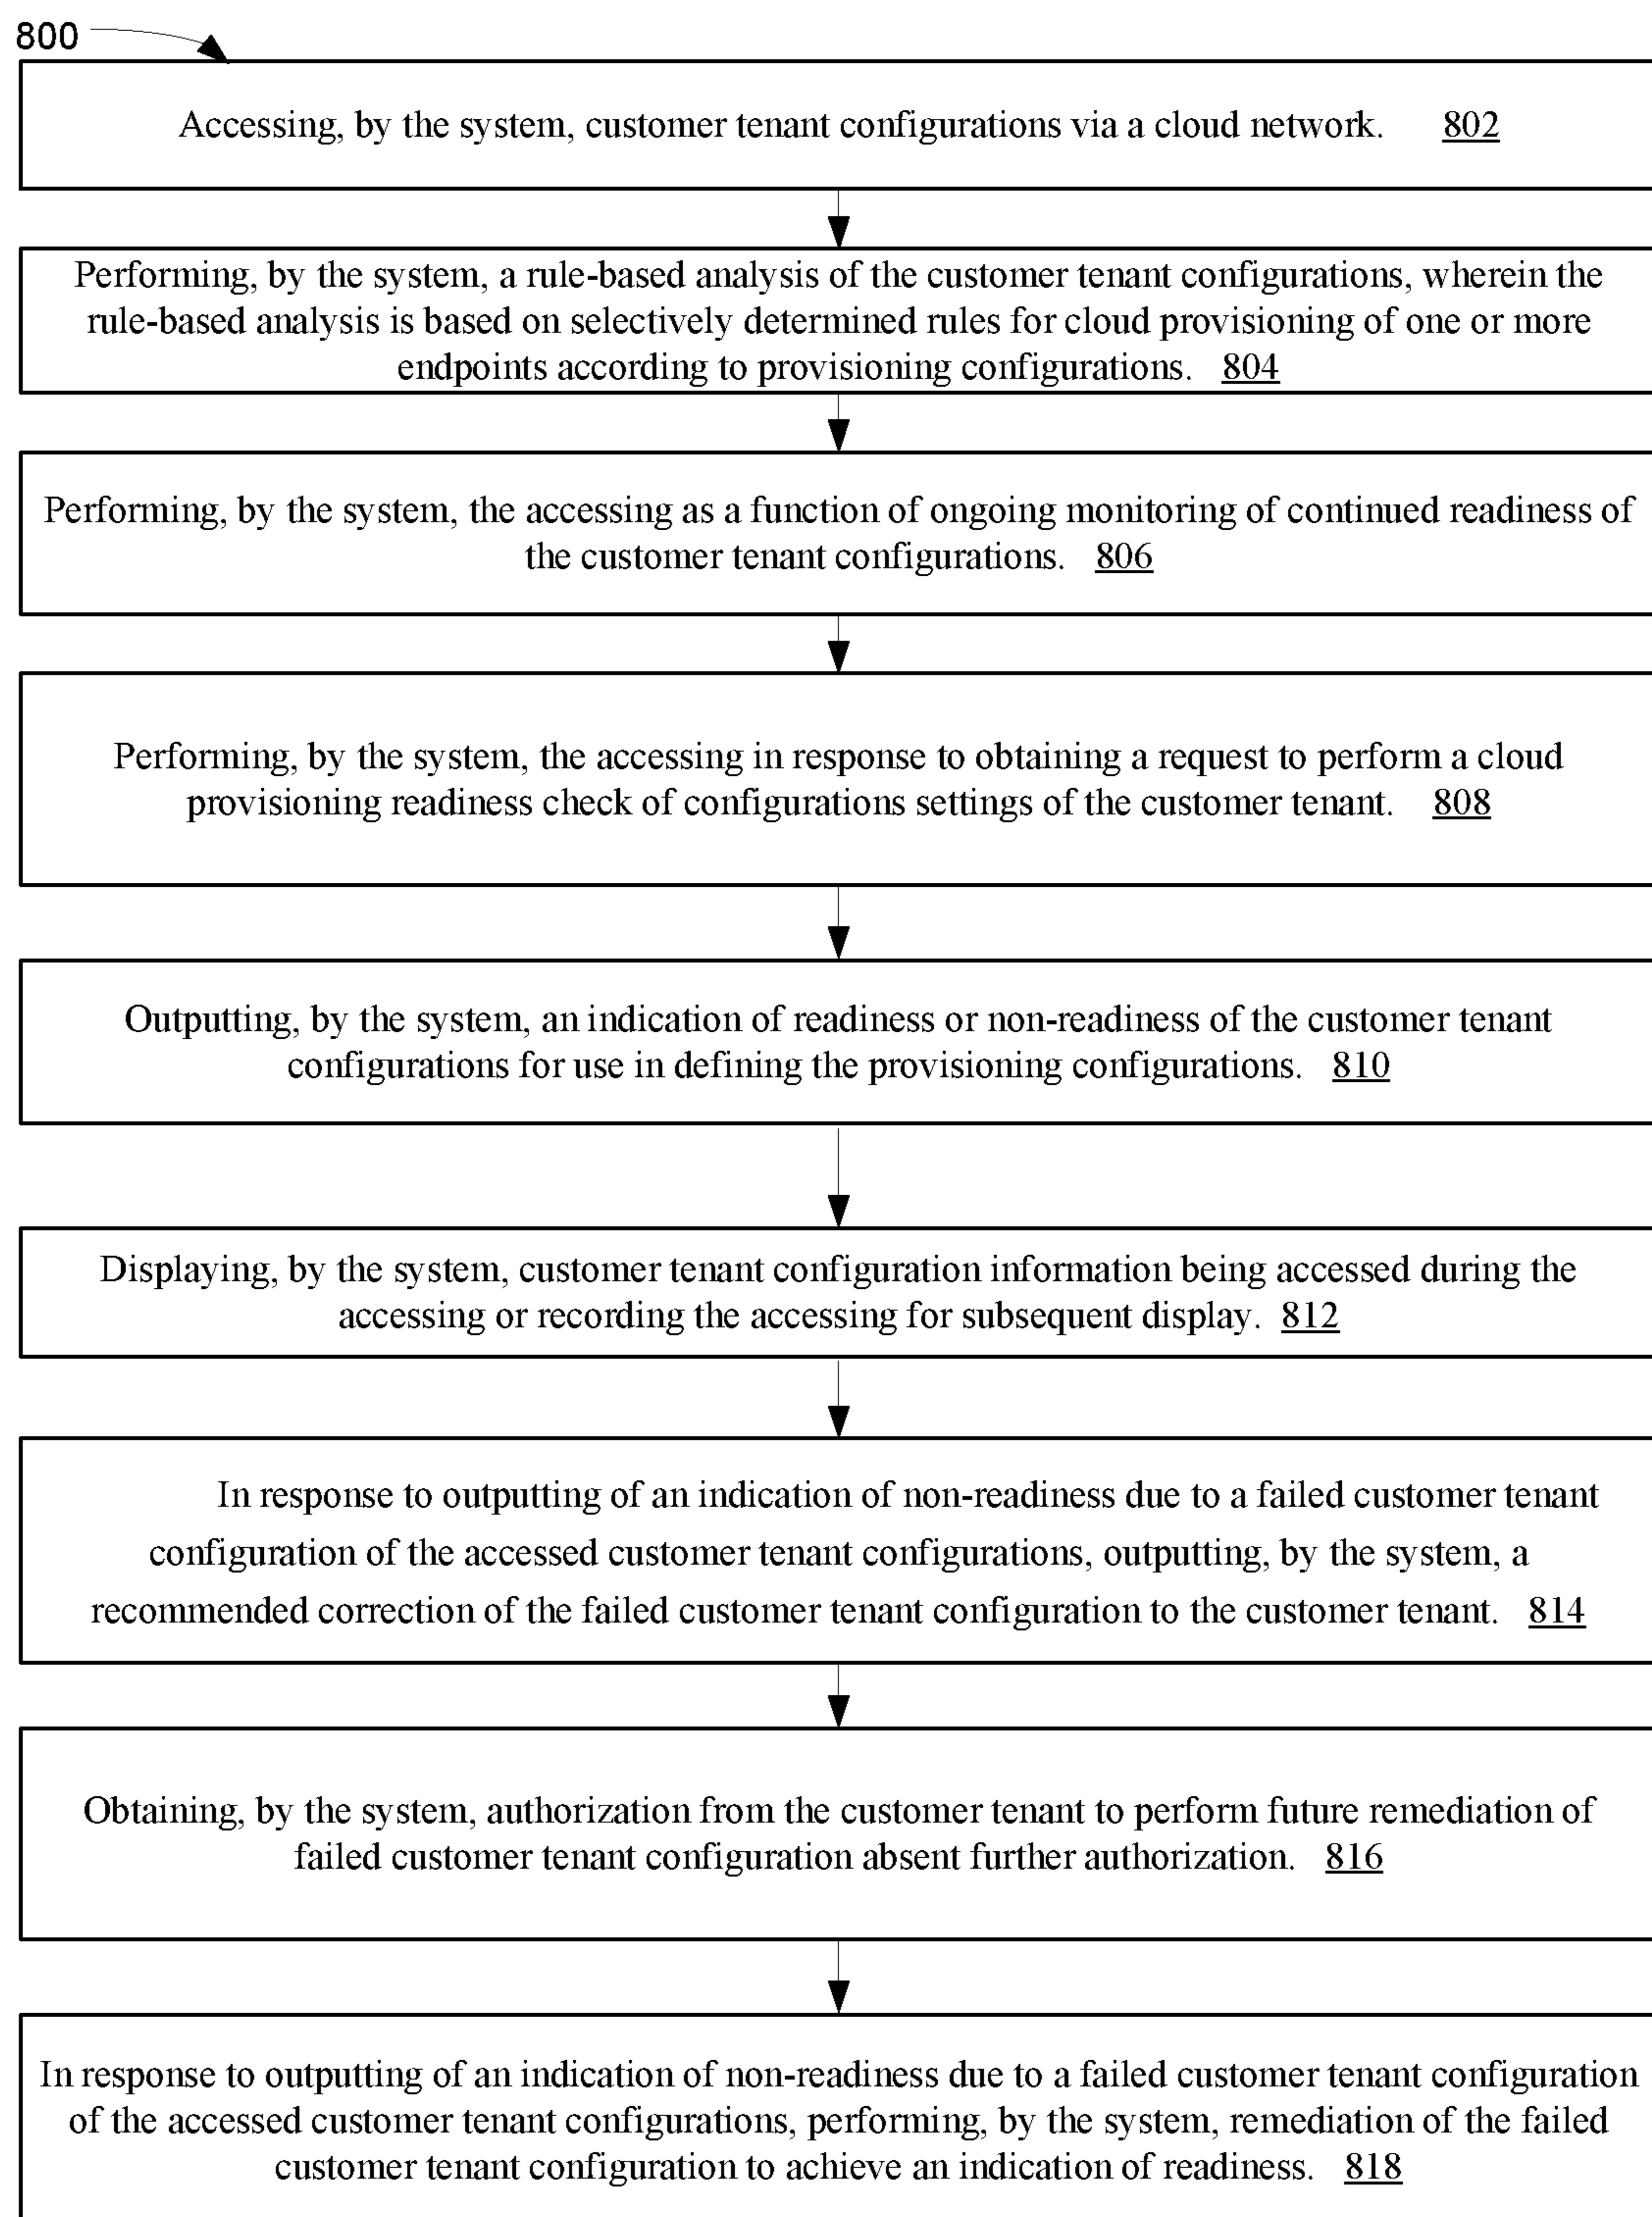 800
Accessing, by the system, customer tenant configurations via a cloud network. 802
Performing, by the system, a rule-based analysis of the customer tenant configurations, wherein the
rule-based analysis is based on selectively determined rules for cloud provisioning of one or more
endpoints according to provisioning configurations. 804
Performing, by the system, the accessing as a function of ongoing monitoring of continued readiness of
the customer tenant configurations. 806
Performing, by the system, the accessing in response to obtaining a request to perform a cloud
provisioning readiness check of configurations settings of the customer tenant. 808
Outputting, by the system, an indication of readiness or non-readiness of the customer tenant
configurations for use in defining the provisioning configurations. 810
Displaying, by the system, customer tenant configuration information being accessed during the
accessing or recording the accessing for subsequent display. 812
In response to outputting of an indication of non-readiness due to a failed customer tenant
configuration of the accessed customer tenant configurations, outputting, by the system, a
recommended correction of the failed customer tenant configuration to the customer tenant. 814
Obtaining, by the system, authorization from the customer tenant to perform future remediation of
failed customer tenant configuration absent further authorization. 816
In response to outputting of an indication of non-readiness due to a failed customer tenant configuration
of the accessed customer tenant configurations, performing, by the system, remediation of the failed
customer tenant configuration to achieve an indication of readiness. 818